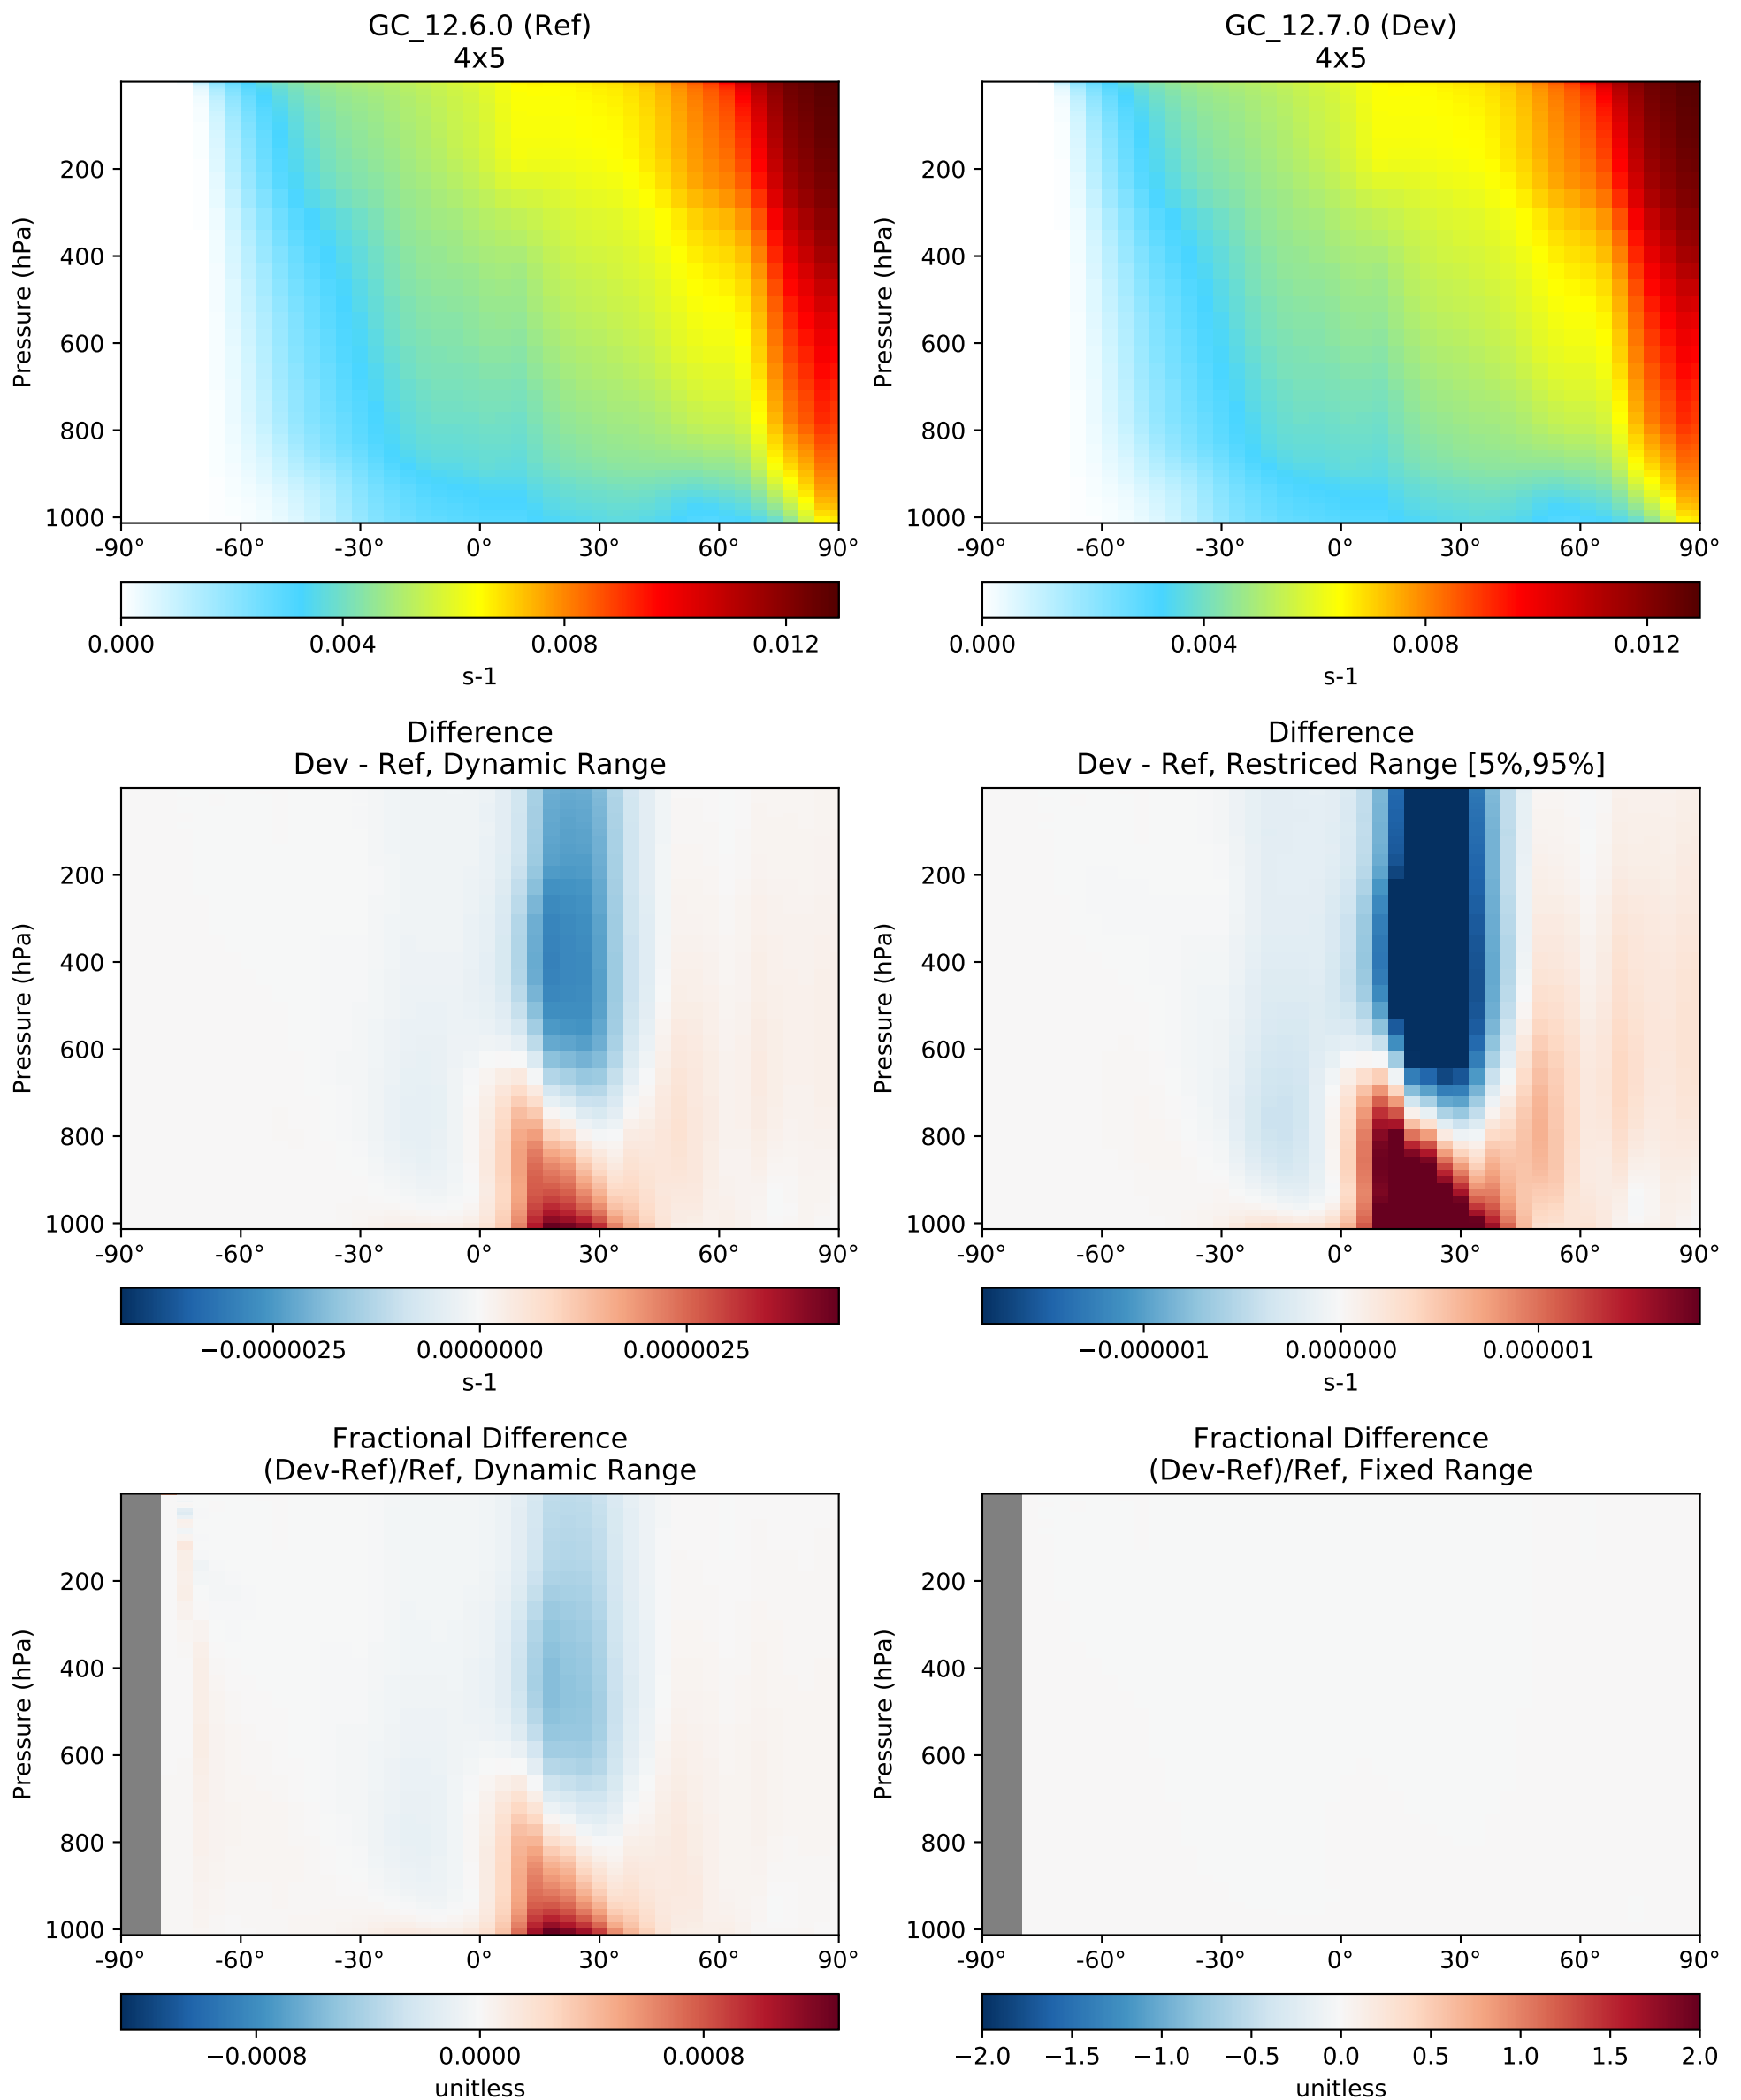 GC_12.6.0 (Ref)
4x5
GC_12.7.0 (Dev)
4x5
Pressure (hPa)
200
400
600
800
1000
-90° -60° -30° 0° 30° 60° 90°
0.000 0.004 0.008 0.012
s-1
Pressure (hPa)
200
400
600
800
1000
-90° -60° -30° 0° 30° 60° 90°
0.000 0.004 0.008 0.012
s-1
Difference
Dev - Ref, Dynamic Range
Pressure (hPa)
200
400
600
800
1000
-90° -60° -30° 0° 30° 60° 90°
−0.0000025 0.0000000 0.0000025
s-1
Difference
Dev - Ref, Restriced Range [5%,95%]
Pressure (hPa)
200
400
600
800
1000
-90° -60° -30° 0° 30° 60° 90°
−0.000001 0.000000 0.000001
s-1
Fractional Difference
(Dev-Ref)/Ref, Dynamic Range
Pressure (hPa)
200
400
600
800
1000
-90° -60° -30° 0° 30° 60° 90°
−0.0008 0.0000 0.0008
unitless
Fractional Difference
(Dev-Ref)/Ref, Fixed Range
Pressure (hPa)
200
400
600
800
1000
-90° -60° -30° 0° 30° 60° 90°
−2.0 −1.5 −1.0 −0.5 0.0 0.5 1.0 1.5 2.0
unitless